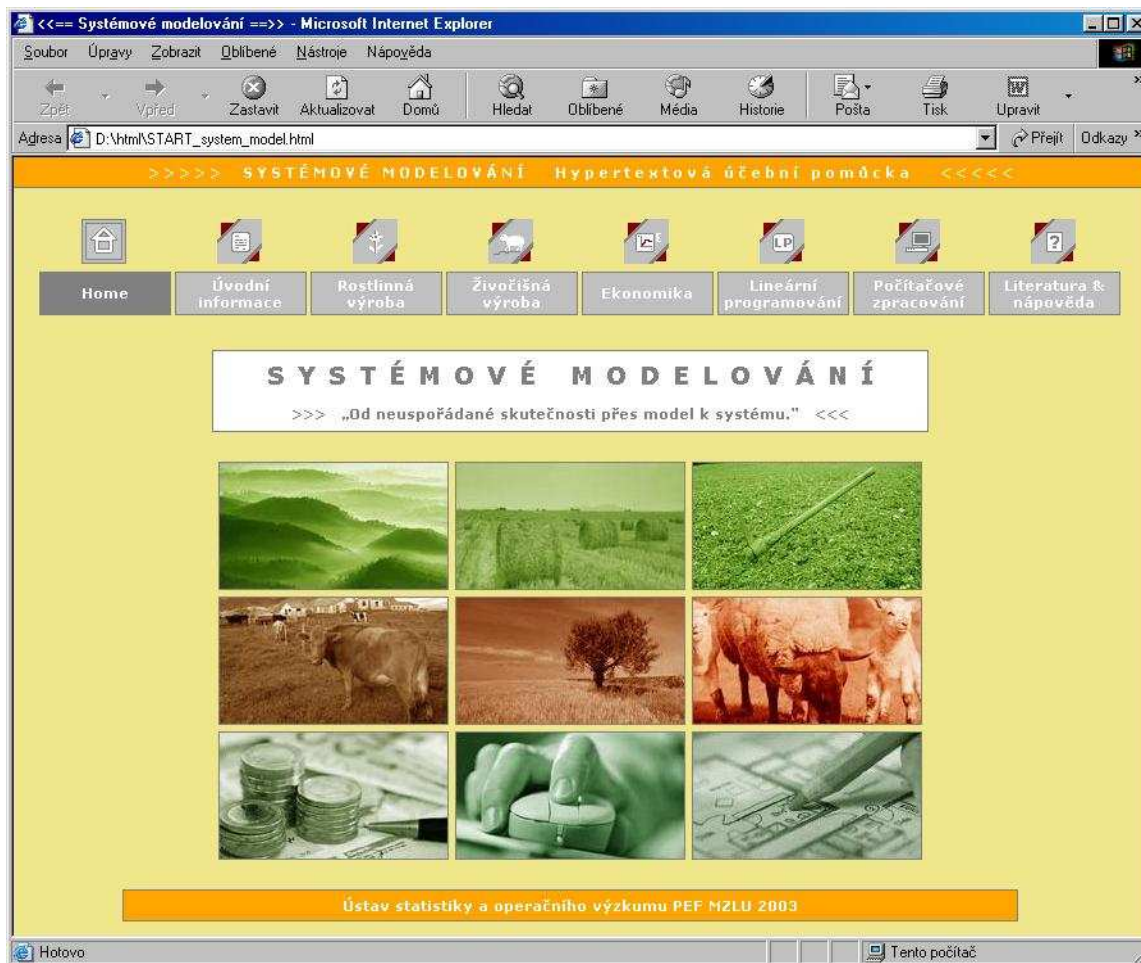 <<== Systémové modelování ==>> - Microsoft Internet Explorer
Soubor Úpravy Zobrazit Oblíbené Nástroje Nápověda
Zpět Vpřed Zastavit Aktualizovat Domů Hledat Oblíbené Média Historie Pošta Tisk Upravit
Adresa D:\html\START_system_model.html Přejít Odkazy
>>>>> SYSTÉMOVÉ MODELOVÁNÍ Hypertextová účební pomůcka <<<<<
LP
Home
Úvodní informace
Rostlinná výroba
Živočišná výroba
Ekonomika
Lineární programování
Počítačové zpracování
Literatura & nápověda
SYSTÉMOVÉ MODELOVÁNÍ
>>> „Od neuspořádané skutečnosti přes model k systému." <<<
Ústav statistiky a operačního výzkumu PEF MZLU 2003
Hotovo Tento počítač